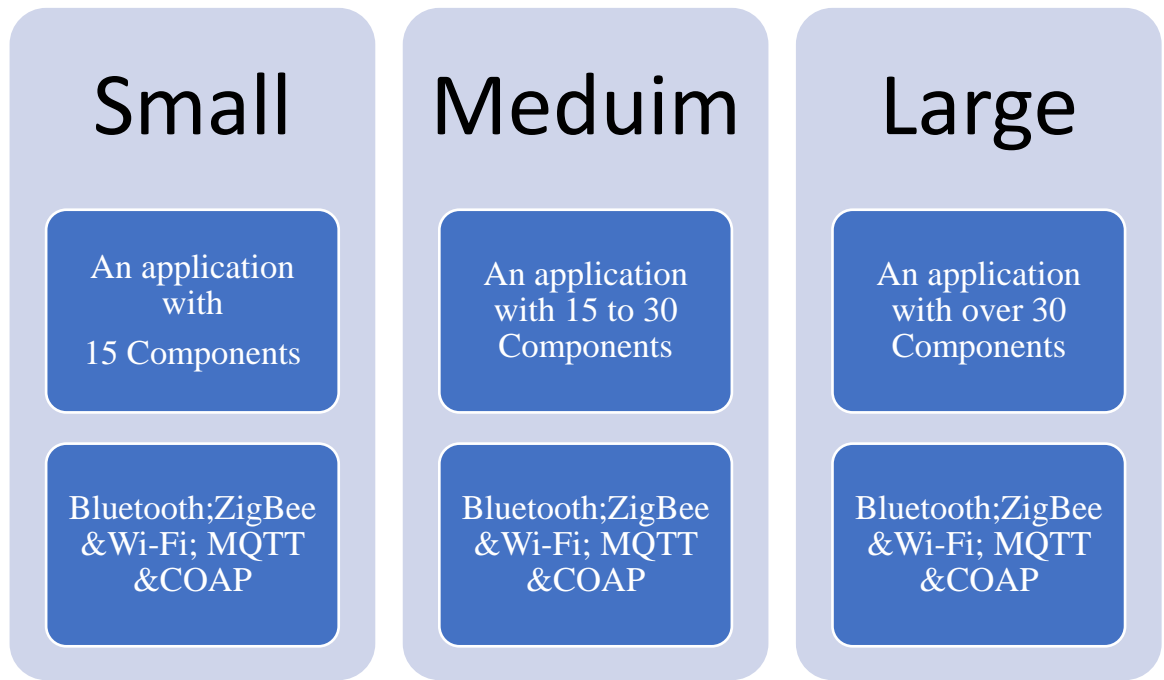 Small
An application
with
15 Components
Bluetooth;ZigBee
&Wi-Fi; MQTT
&COAP
Meduim
An application
with 15 to 30
Components
Bluetooth;ZigBee
&Wi-Fi; MQTT
&COAP
Large
An application
with over 30
Components
Bluetooth;ZigBee
&Wi-Fi; MQTT
&COAP